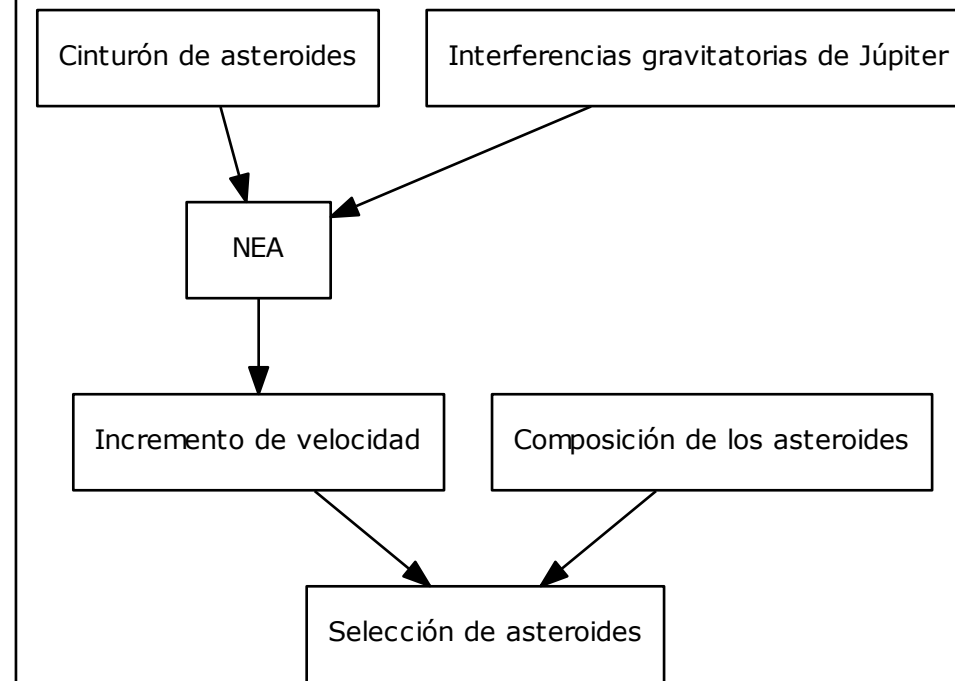 Cinturón de asteroides
Interferencias gravitatorias de Júpiter
NEA
Incremento de velocidad
Composición de los asteroides
Selección de asteroides